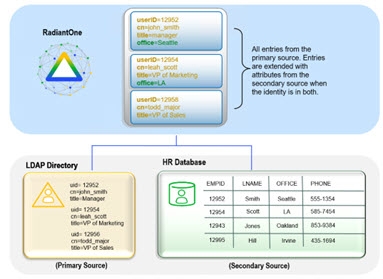 RadiantOne
userID=12952
cn=john_smith
title=manager
office=Seattle
userID=12954
cn=leah_scott
title=VP of Marketing
office=LA
userID=12956
cn=todd_major
title=VP of Sales
All entries from the
primary source. Entries
are extended with
attributes from the
secondary source when
the identity is in both.
LDAP Directory
uid= 12952
cn=john_smith
title=Manager
uid= 12954
cn=leah_scott
title=VP of Marketing
uid= 12956
cn=todd_major
title=VP of Sales
(Primary Source)
HR Database
EMPID LNAME OFFICE PHONE
12952 Smith Seattle 555-1354
12954 Scott LA 585-7454
12943 Jones Oakland 853-9384
12995 Hill Irvine 435-1694
(Secondary Source)